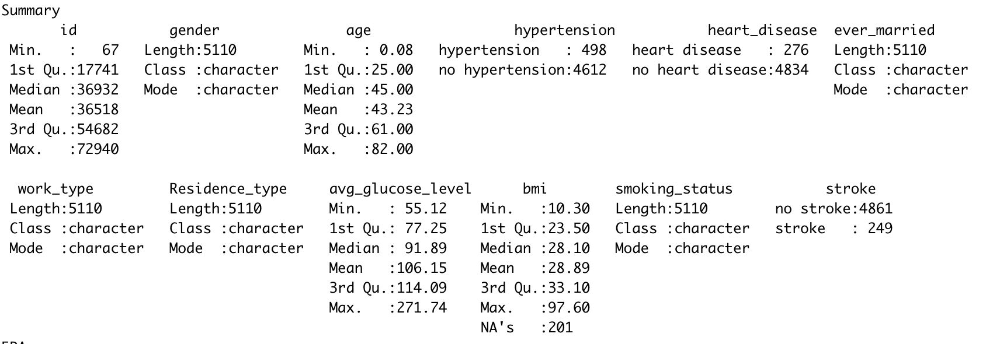 Summary
       id           gender               age                 hypertension           heart_disease  ever_married
 Min.   :   67   Length:5110        Min.   : 0.08   hypertension   : 498   heart disease   : 276   Length:5110
 1st Qu.:17741   Class :character   1st Qu.:25.00   no hypertension:4612   no heart disease:4834   Class :character
 Median :36932   Mode  :character   Median :45.00                                                  Mode  :character
 Mean   :36518                      Mean   :43.23
 3rd Qu.:54682                      3rd Qu.:61.00
 Max.   :72940                      Max.   :82.00

  work_type         Residence_type     avg_glucose_level      bmi        smoking_status           stroke
 Length:5110        Length:5110        Min.   : 55.12    Min.   :10.30   Length:5110        no stroke:4861
 Class :character   Class :character   1st Qu.: 77.25    1st Qu.:23.50   Class :character   stroke   : 249
 Mode  :character   Mode  :character   Median : 91.89    Median :28.10   Mode  :character
                                       Mean   :106.15    Mean   :28.89
                                       3rd Qu.:114.09    3rd Qu.:33.10
                                       Max.   :271.74    Max.   :97.60
                                                         NA's   :201